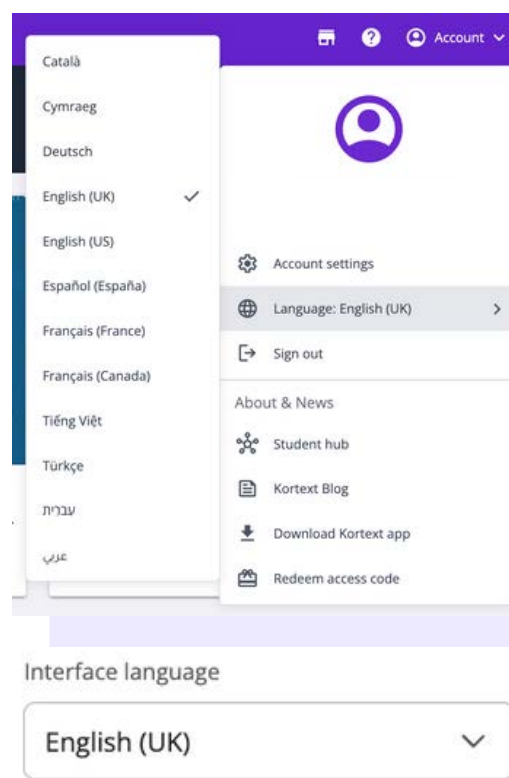 Account
Català
Cymraeg
Deutsch
English (UK)
English (US)
Español (España)
Français (France)
Français (Canada)
Tiếng Việt
Türkçe
עברית
عربي
Account settings
Language: English (UK)
Sign out
About & News
Student hub
Kortext Blog
Download Kortext app
Redeem access code
Interface language
English (UK)